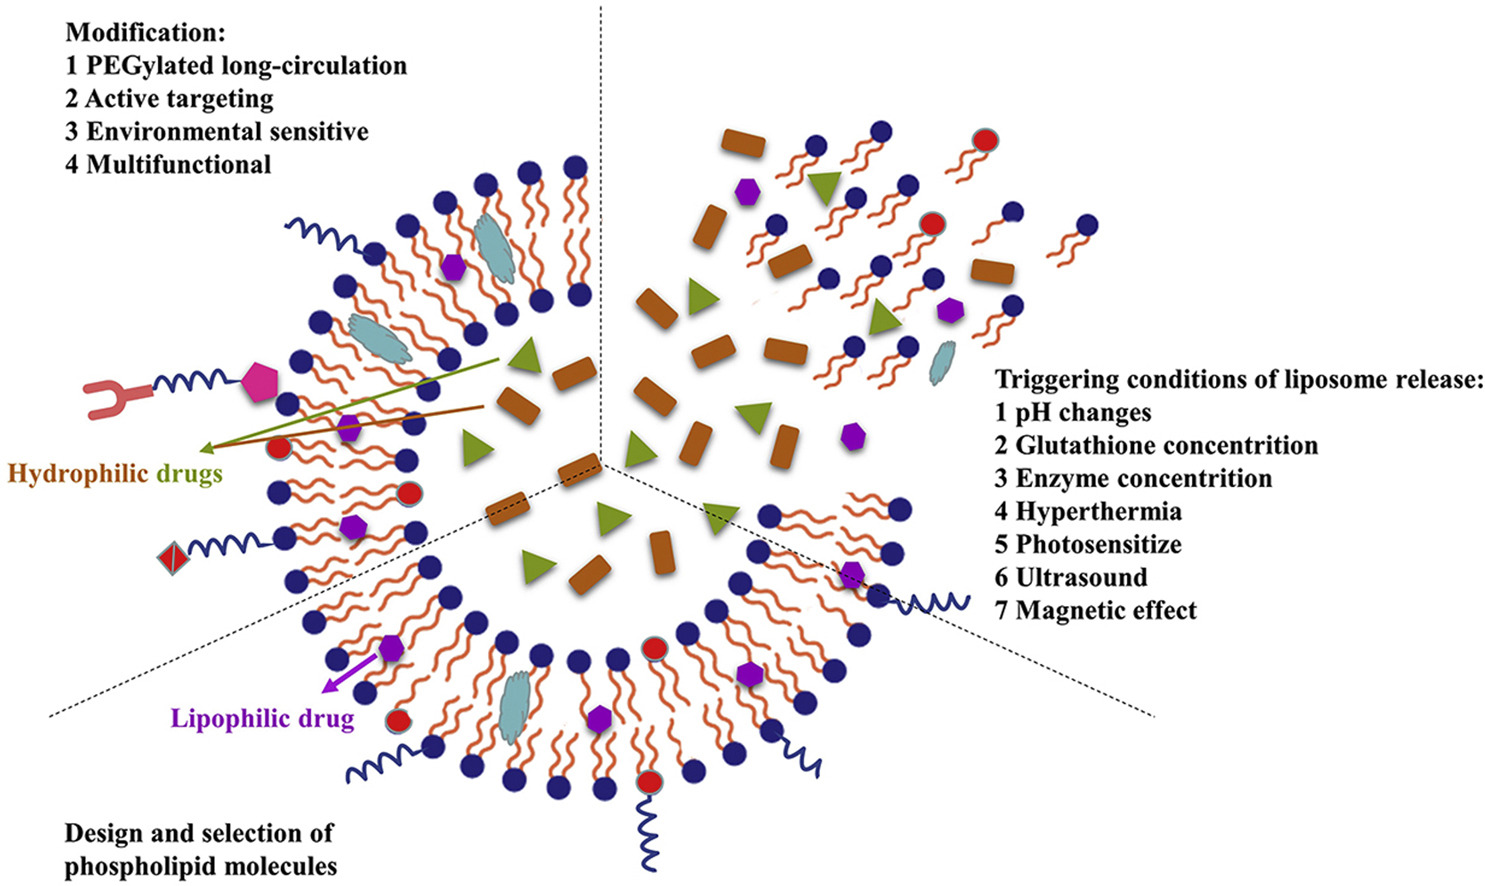 Modification:
1 PEGylated long-circulation
2 Active targeting
3 Environmental sensitive
4 Multifunctional
Triggering conditions of liposome release:
1 pH changes
2 Glutathione concentrition
3 Enzyme concentrition
4 Hyperthermia
5 Photosensitize
6 Ultrasound
7 Magnetic effect
Hydrophilic drugs
Lipophilic drug
Design and selection of
phospholipid molecules